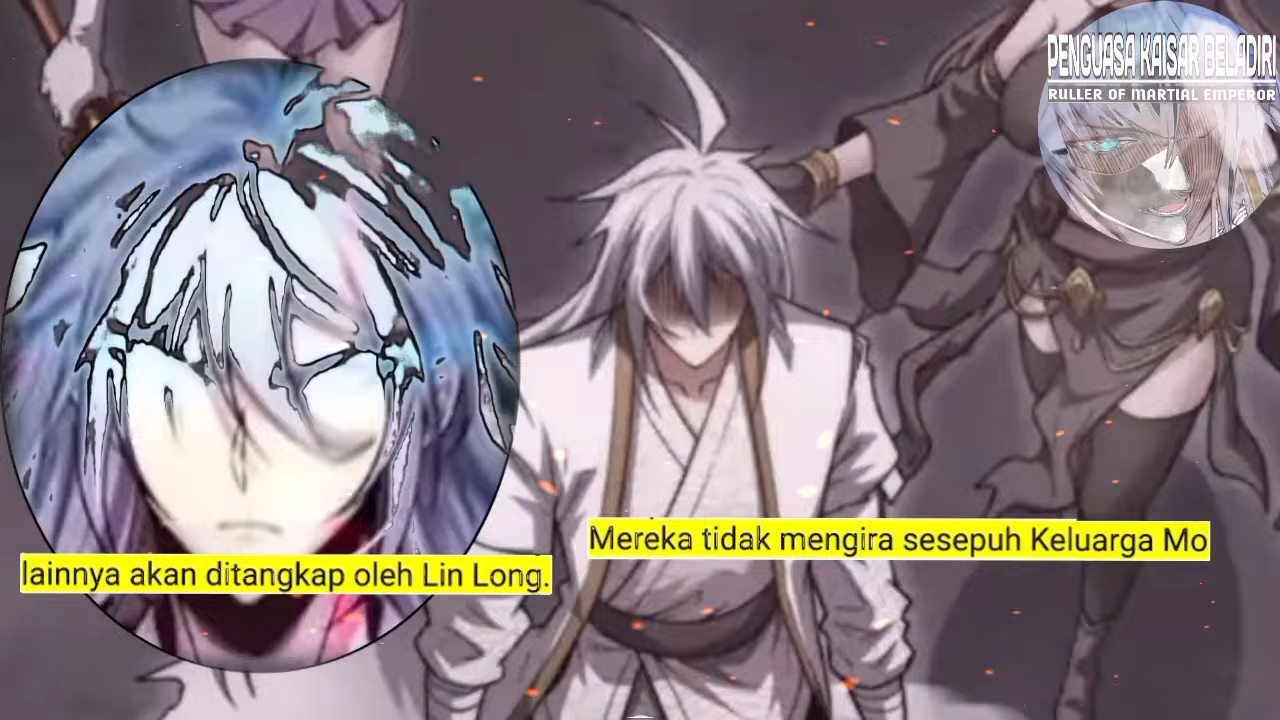 PENGUASA KAISAR BELADIRI
RULLER OF MARTIAL EMPEROR
Mereka tidak mengira sesepuh Keluarga Mo
lainnya akan ditangkap oleh Lin Long.